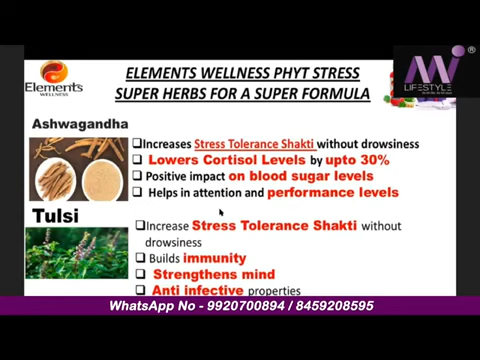 ELEMENTS WELLNESS PHYT STRESS
SUPER HERBS FOR A SUPER FORMULA
Elements
WELLNESS
LIFESTYLE
Ashwagandha
Increases Stress Tolerance Shakti without drowsiness
Lowers Cortisol Levels by upto 30%
Positive impact on blood sugar levels
Helps in attention and performance levels
Tulsi
Increase Stress Tolerance Shakti without
drowsiness
Builds immunity
Strengthens mind
Anti infective properties
WhatsApp No - 9920700894 / 8459208595